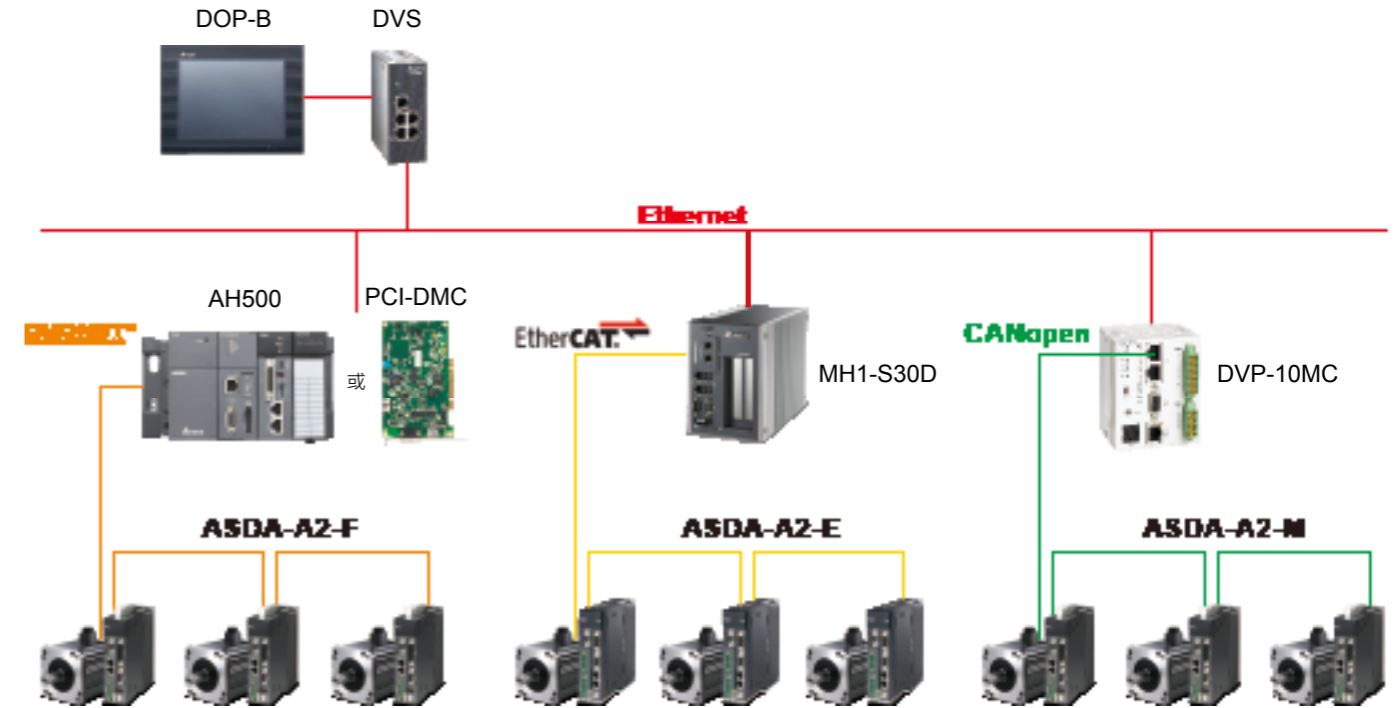 DOP-B
DVS
Ethernet
AH500
PCI-DMC
EtherCAT.
CANopen
或
MH1-S30D
DVP-10MC
ASDA-A2-F
ASDA-A2-E
ASDA-A2-M